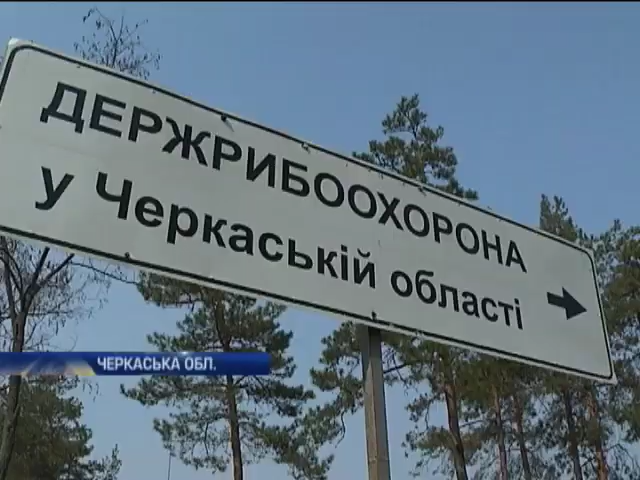 ДЕРЖРИБООХОРОНА
у Черкаській області
ЧЕРКАСЬКА ОБЛ.